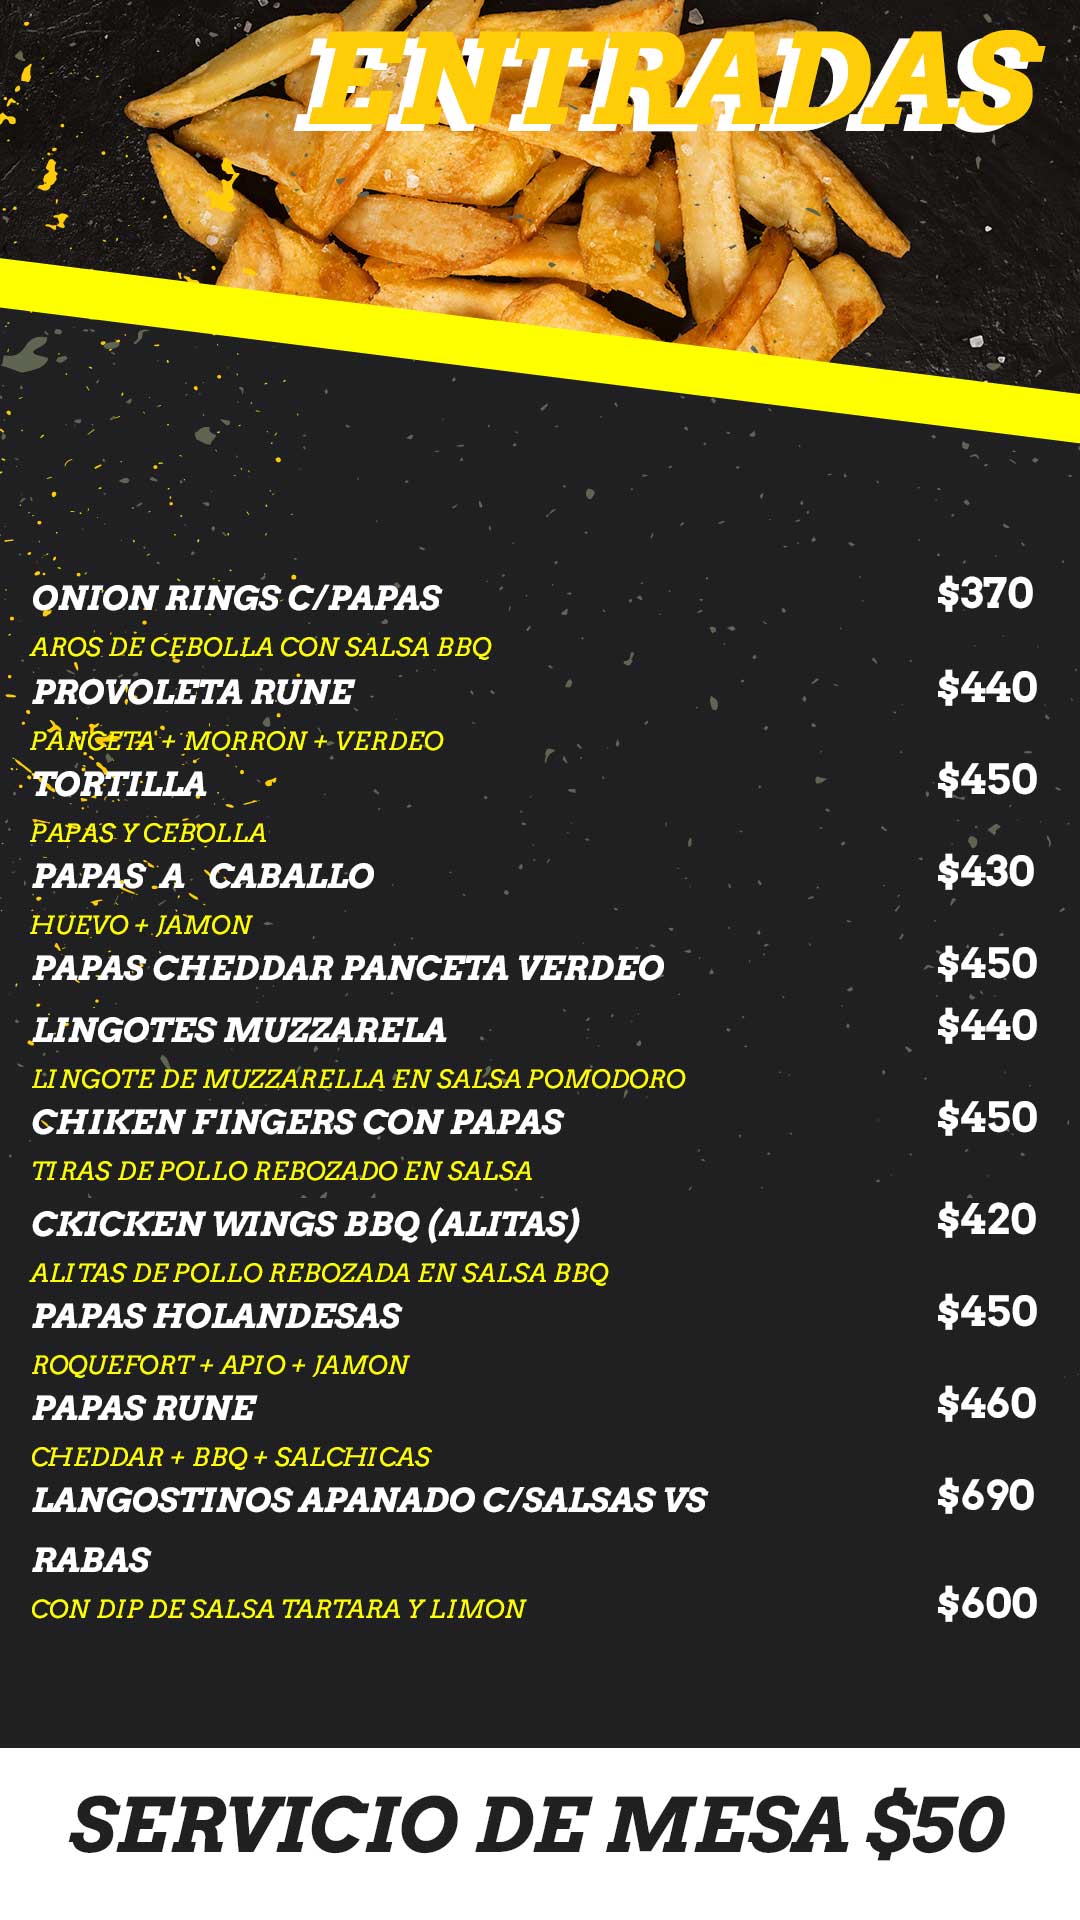 ENTRADAS
ONION RINGS C/PAPAS $370
AROS DE CEBOLLA CON SALSA BBQ
PROVOLETA RUNE $440
PANCETA + MORRON + VERDEO
TORTILLA $450
PAPAS Y CEBOLLA
PAPAS A CABALLO $430
HUEVO + JAMON
PAPAS CHEDDAR PANCETA VERDEO $450
LINGOTES MUZZARELA $440
LINGOTE DE MUZZARELLA EN SALSA POMODORO
CHIKEN FINGERS CON PAPAS $450
TIRAS DE POLLO REBOZADO EN SALSA
CKICKEN WINGS BBQ (ALITAS) $420
ALITAS DE POLLO REBOZADA EN SALSA BBQ
PAPAS HOLANDESAS $450
ROQUEFORT + APIO + JAMON
PAPAS RUNE $460
CHEDDAR + BBQ + SALCHICAS
LANGOSTINOS APANADO C/SALSAS VS $690
RABAS
CON DIP DE SALSA TARTARA Y LIMON $600
SERVICIO DE MESA $50